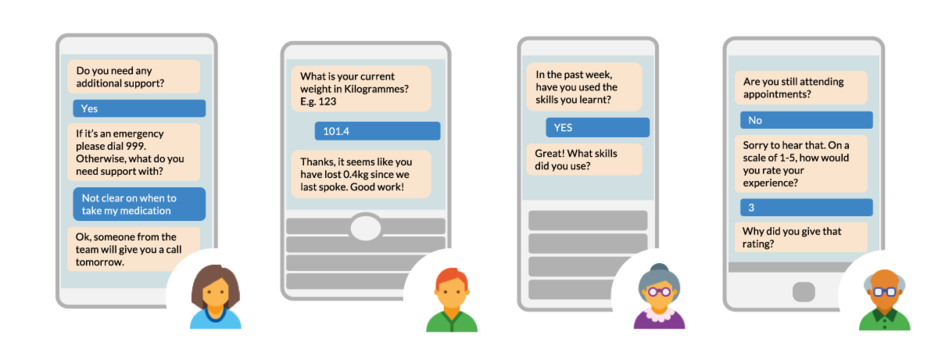 Do you need any
additional support?
Yes
If it's an emergency
please dial 999.
Otherwise, what do you
need support with?
Not clear on when to
take my medication
Ok, someone from the
team will give you a call
tomorrow.
What is your current
weight in Kilogrammes?
E.g. 123
101.4
Thanks, it seems like you
have lost 0.4kg since we
last spoke. Good work!
In the past week,
have you used the
skills you learnt?
YES
Great! What skills
did you use?
Are you still attending
appointments?
No
Sorry to hear that. On a
scale of 1-5, how would
you rate your
experience?
3
Why did you give that
rating?